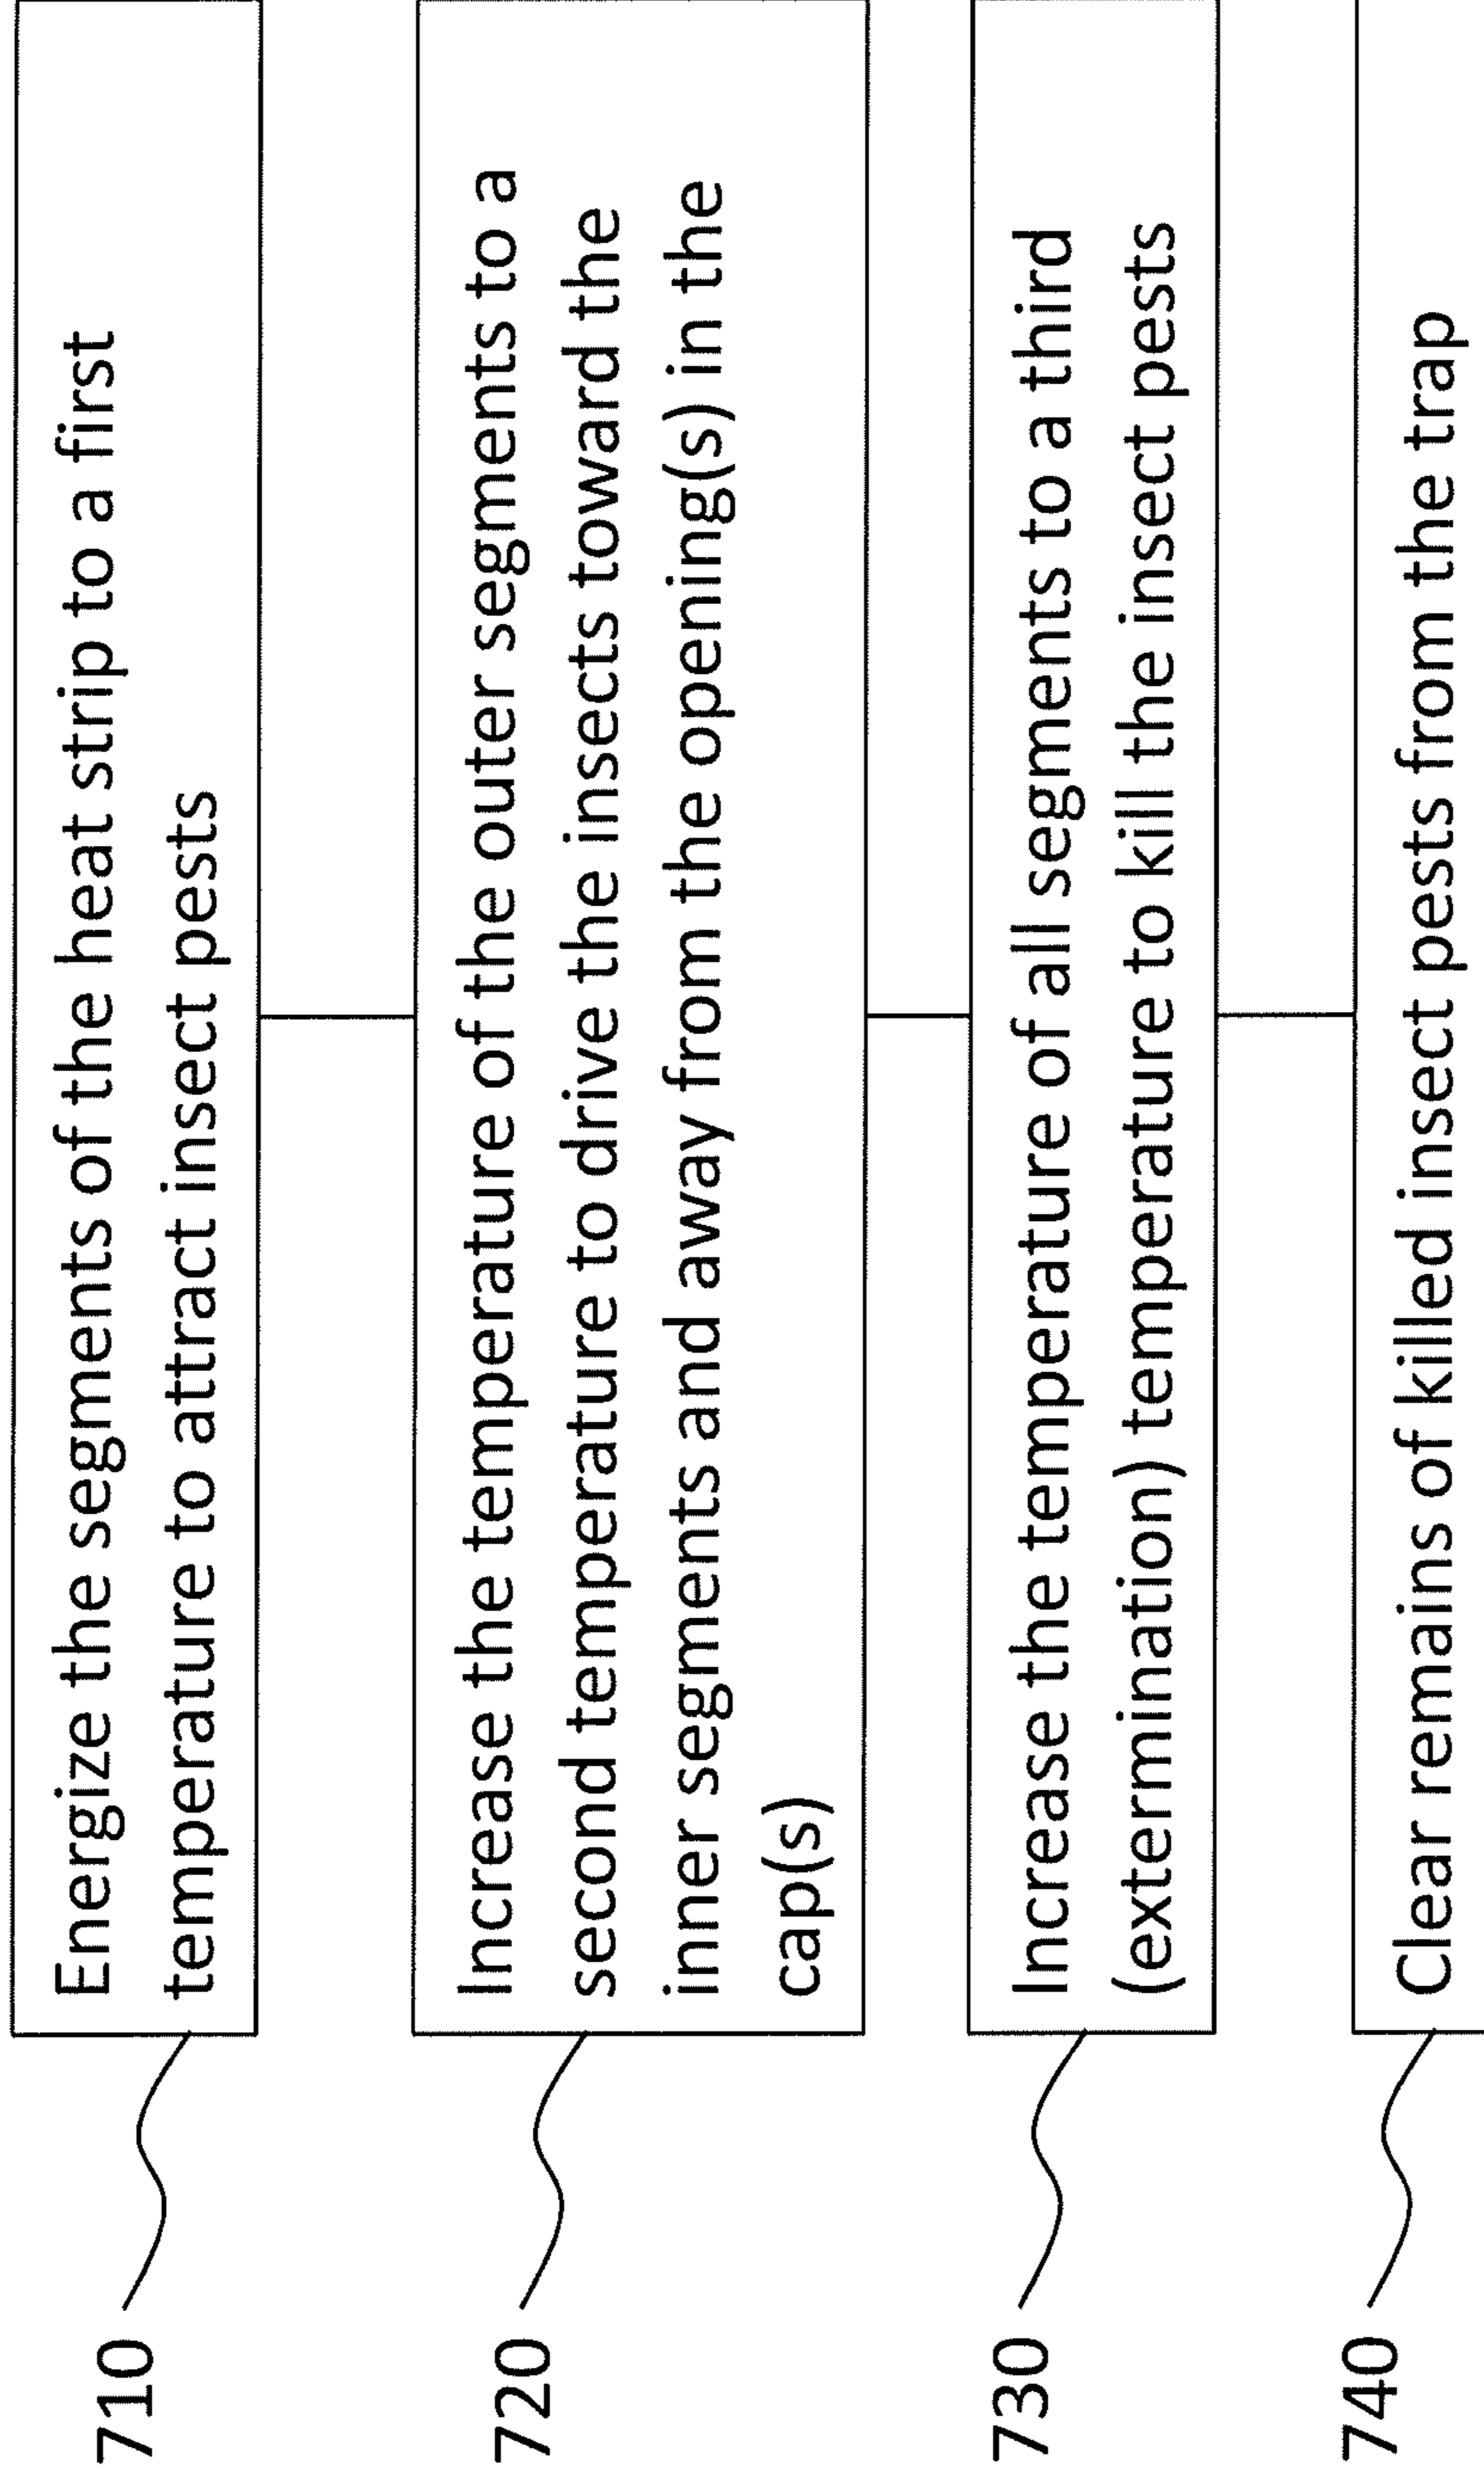 710
Energize the segments of the heat strip to a first
temperature to attract insect pests
720
Increase the temperature of the outer segments to a
second temperature to drive the insects toward the
inner segments and away from the opening(s) in the
cap(s)
730
Increase the temperature of all segments to a third
(extermination) temperature to kill the insect pests
740
Clear remains of killed insect pests from the trap